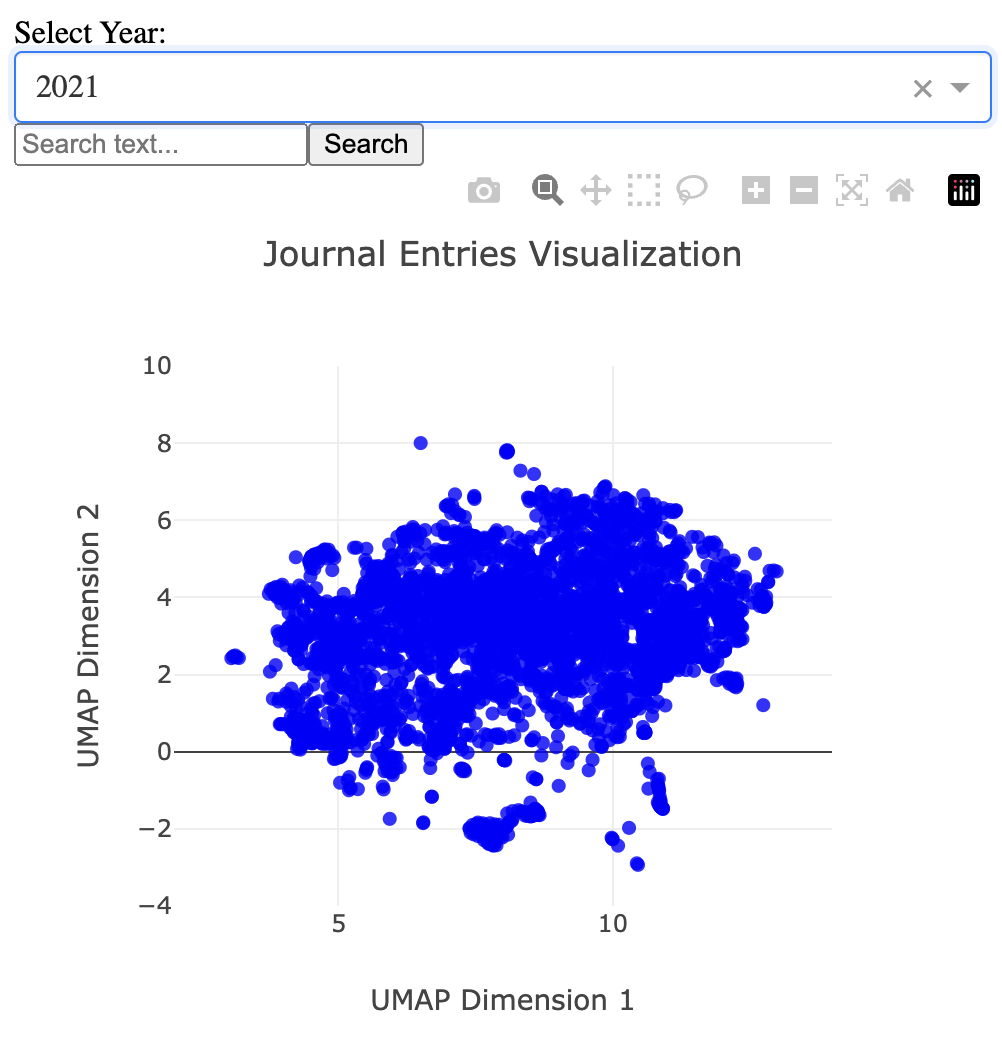 Select Year:
2021
Search text...
Search
Journal Entries Visualization
10
8
6
4
2
0
−2
−4
UMAP Dimension 2
5
10
UMAP Dimension 1